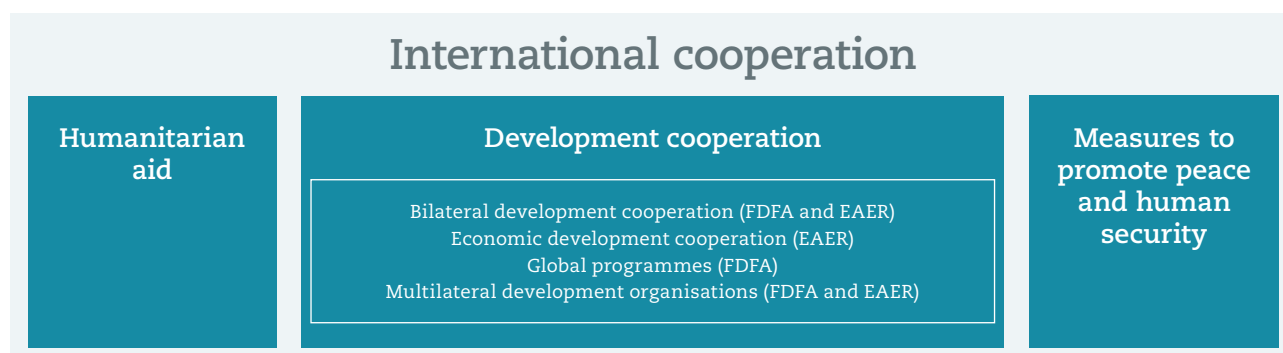 International cooperation
Humanitarian
aid
Development cooperation
Bilateral development cooperation (FDFA and EAER)
Economic development cooperation (EAER)
Global programmes (FDFA)
Multilateral development organisations (FDFA and EAER)
Measures to
promote peace
and human
security